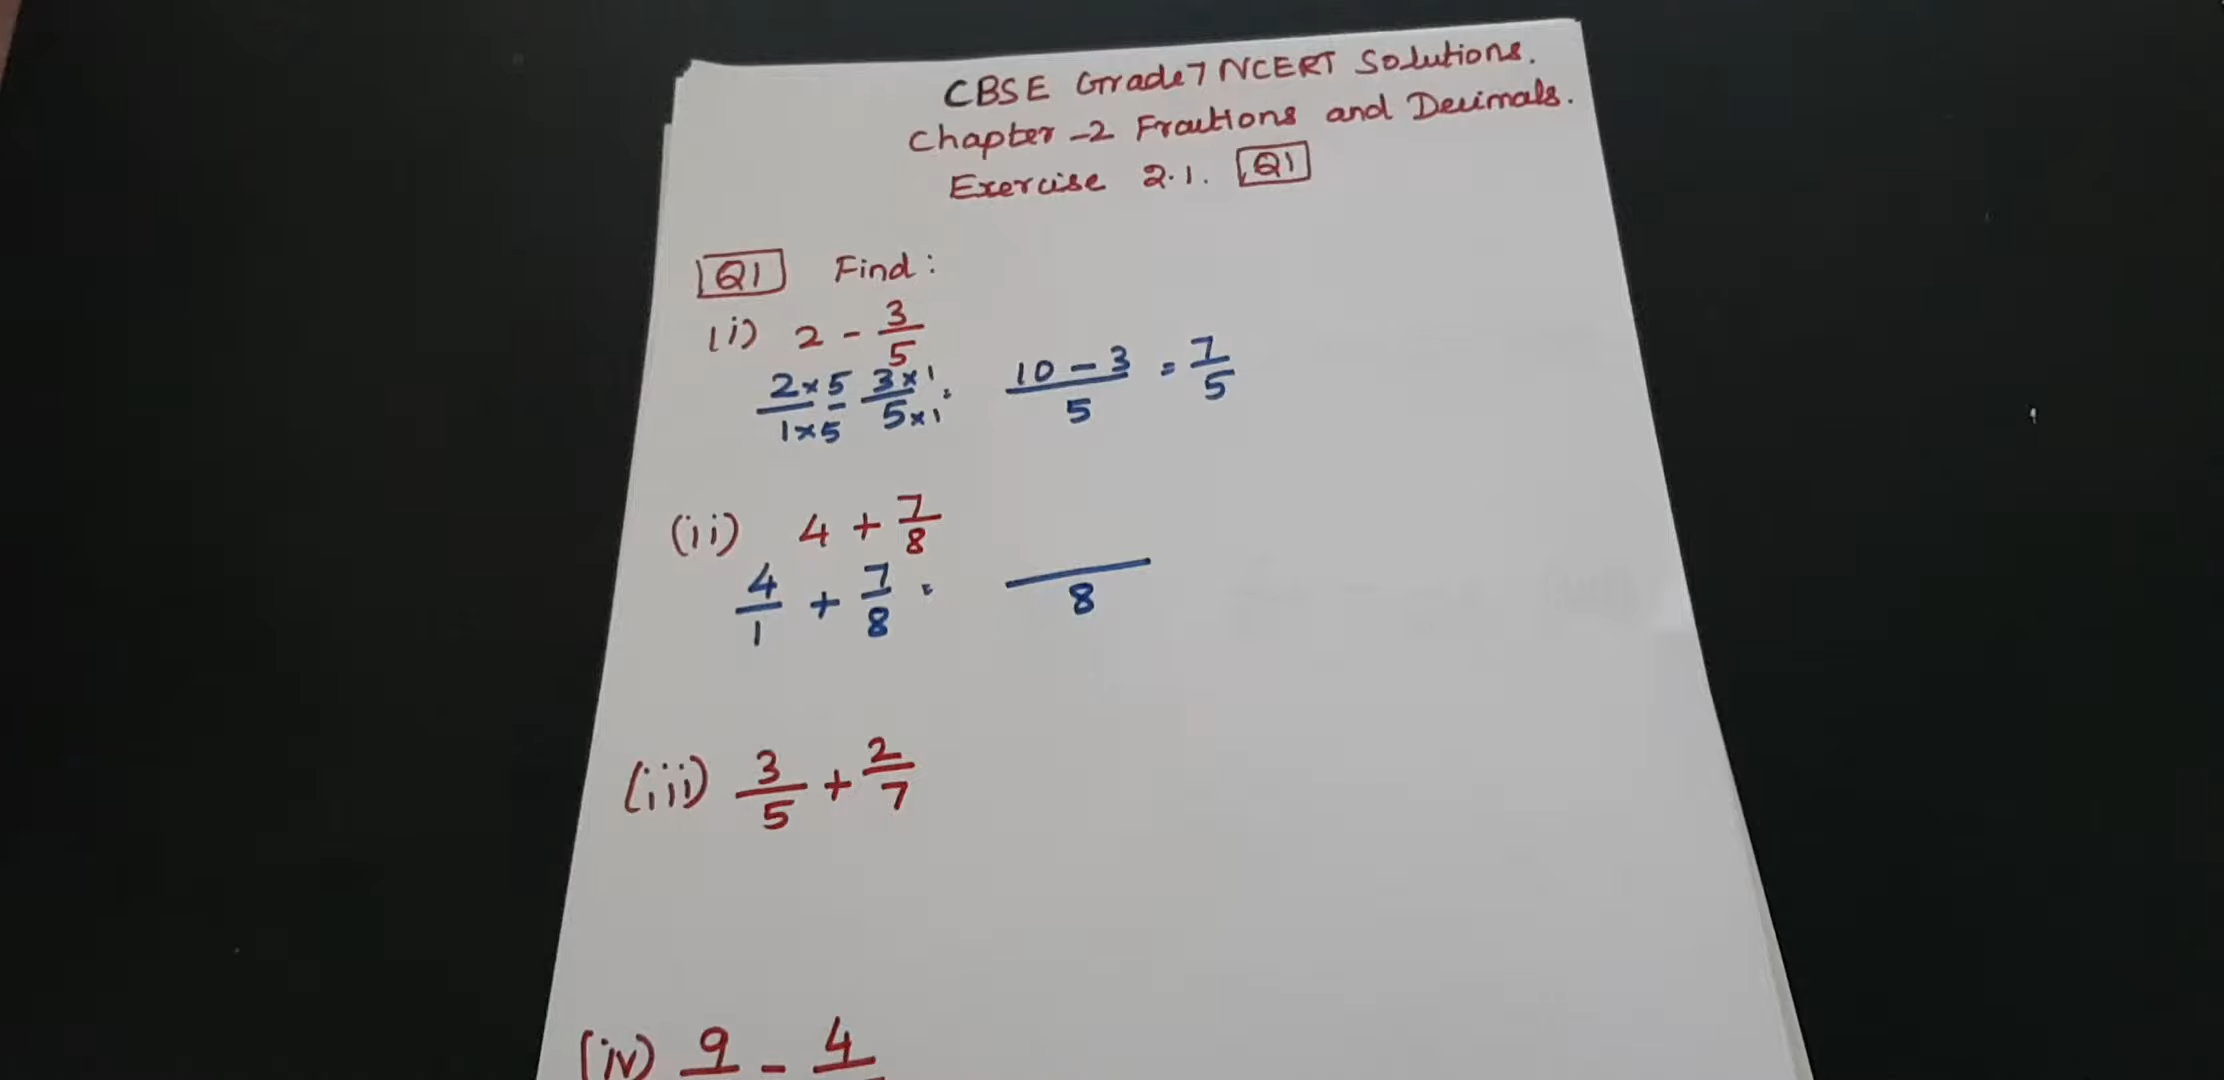 CBSE Grade 7 NCERT Solutions.
Chapter -2 Fractions and Decimals.
Exercise 2.1. Q1
Q1 Find:
(i) 2 - 3/5
2×5/1×5 - 3×1/5×1 = 10-3/5 = 7/5
(ii) 4 + 7/8
4/1 + 7/8 = /8
(iii) 3/5 + 2/7
(iv) 9 - 4